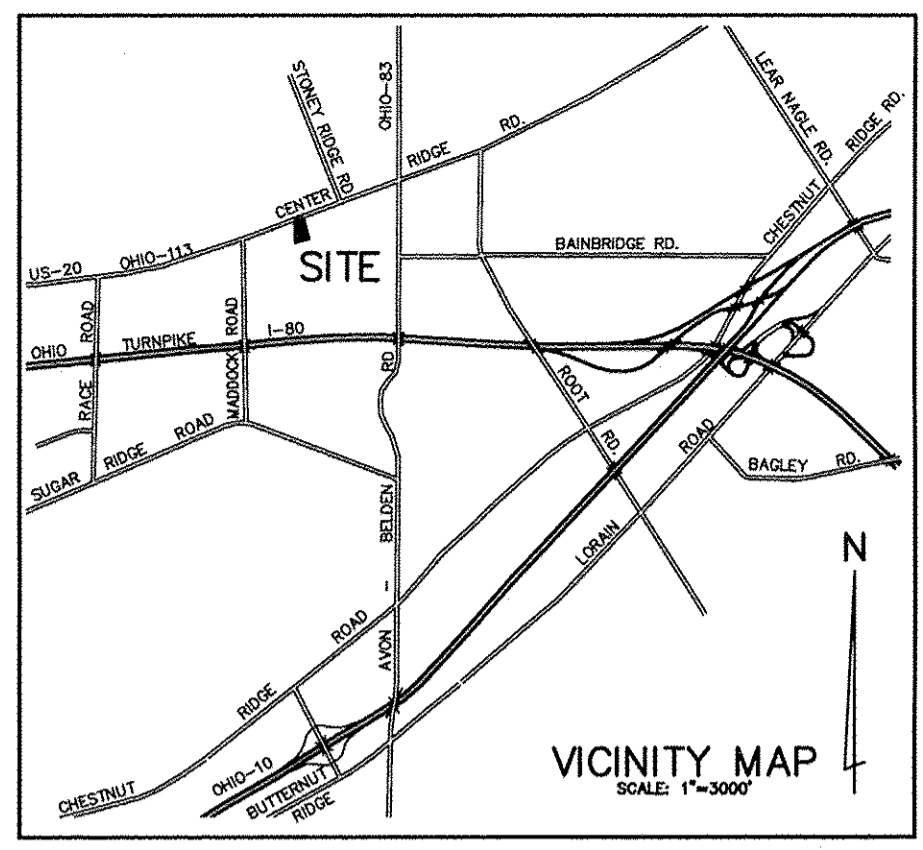 STONEY RIDGE RD
OHIO-83
LEAR NAGLE RD.
CHESTNUT RIDGE RD.
CENTER RIDGE RD.
US-20
OHIO-113
SITE
BAINBRIDGE RD.
RACE ROAD
MADDOCK ROAD
OHIO TURNPIKE I-80
SUGAR RIDGE ROAD
AVON - BELDEN RD
ROOT RD.
LORAIN ROAD
BAGLEY RD.
CHESTNUT RIDGE ROAD
OHIO-10
BUTTERNUT
RIDGE
N
VICINITY MAP
SCALE: 1"=3000'